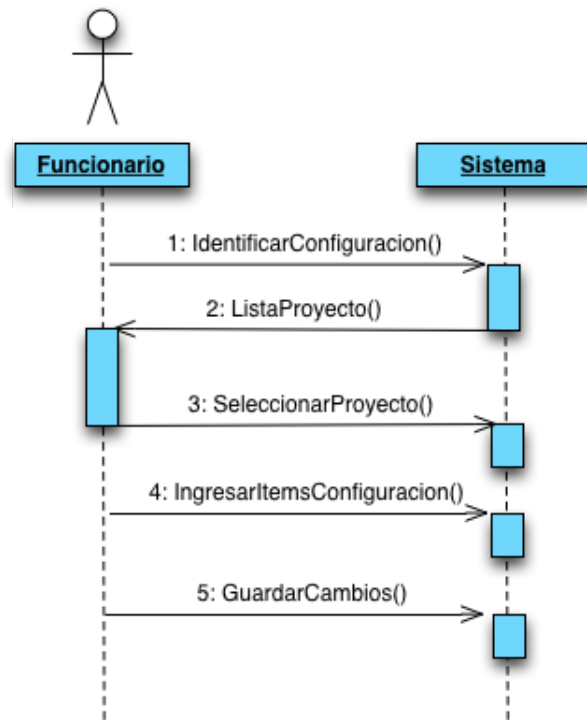 Funcionario
Sistema
1: IdentificarConfiguracion()
2: ListaProyecto()
3: SeleccionarProyecto()
4: IngresarItemsConfiguracion()
5: GuardarCambios()